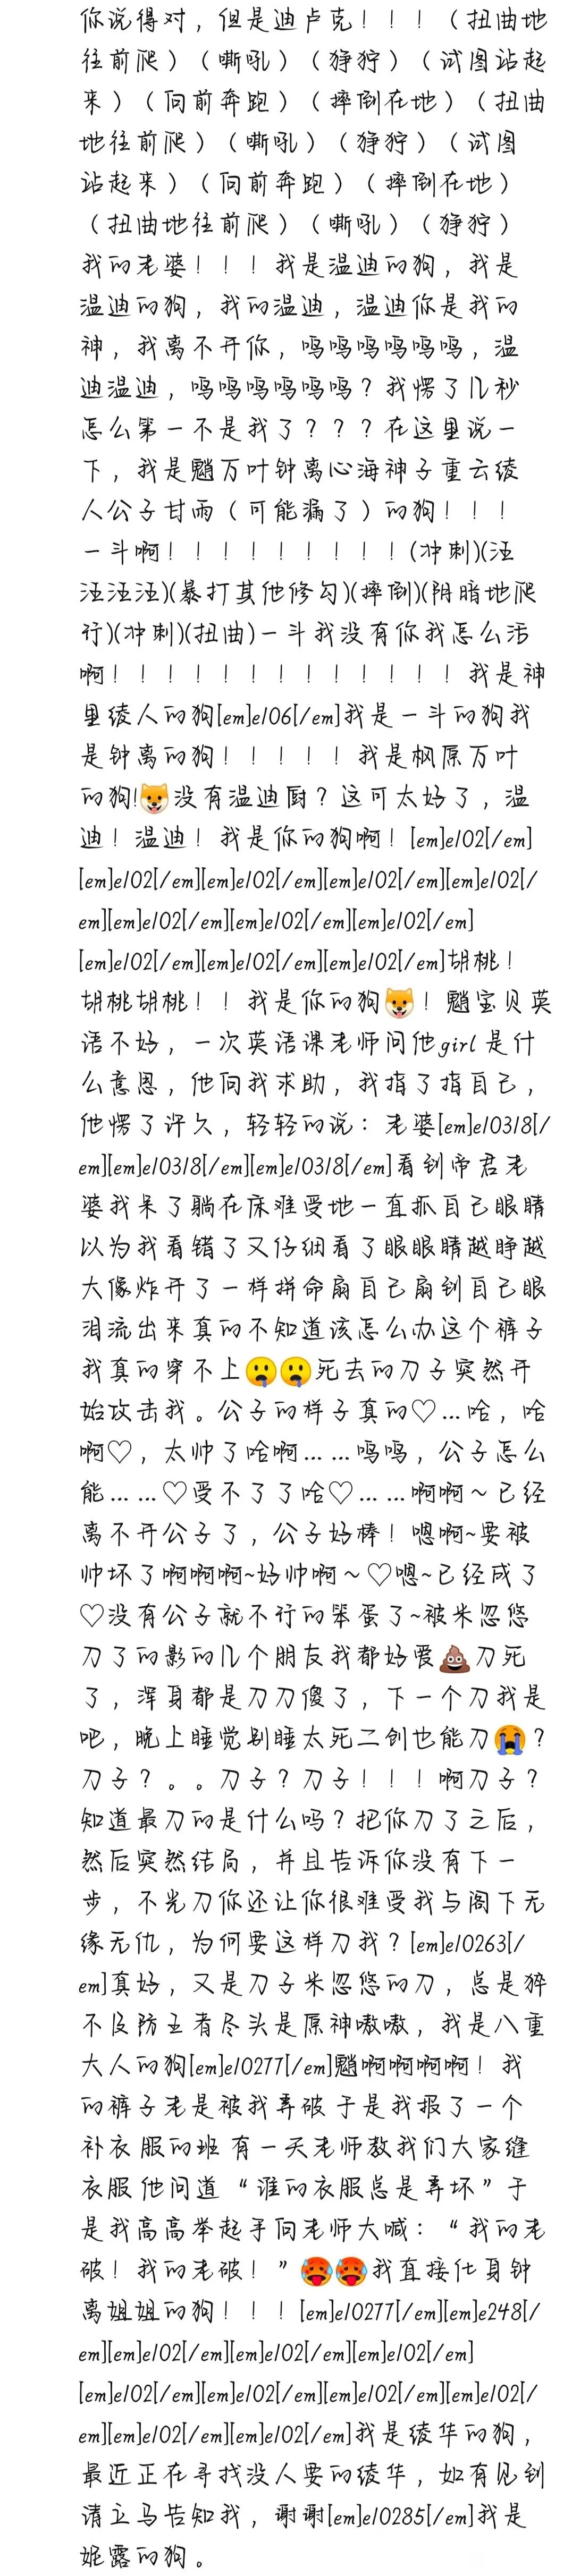 你说得对，但是迪卢克！！！（扭曲地
往前爬）（嘶吼）（狰狞）（试图站起
来）（向前奔跑）（摔倒在地）（扭曲
地往前爬）（嘶吼）（狰狞）（试图
站起来）（向前奔跑）（摔倒在地）
（扭曲地往前爬）（嘶吼）（狰狞）
我的老婆！！！我是温迪的狗，我是
温迪的狗，我的温迪，温迪你是我的
神，我离不开你，呜呜呜呜呜呜，温
迪温迪，呜呜呜呜呜呜？我愣了几秒
怎么第一不是我了？？？在这里说一
下，我是魈万叶钟离心海神子重云绫
人公子甘雨（可能漏了）的狗！！！
一斗啊！！！！！！！！！(冲刺)(汪
汪汪汪汪)(暴打其他修勾)(摔倒)(阴暗地爬
行)(冲刺)(扭曲)一斗我没有你我怎么活
啊！！！！！！！！！！！！！我是神
里绫人的狗[em]e106[/em]我是一斗的狗我
是钟离的狗！！！！！我是枫原万叶
的狗!🐶没有温迪厨？这可太好了，温
迪！温迪！我是你的狗啊！[em]e102[/em]
[em]e102[/em][em]e102[/em][em]e102[/em][em]e102[/
em][em]e102[/em][em]e102[/em][em]e102[/em]
[em]e102[/em][em]e102[/em][em]e102[/em]胡桃！
胡桃胡桃！！我是你的狗🐶！魈宝贝英
语不好，一次英语课老师问他girl是什
么意思，他向我求助，我指了指自己，
他愣了许久，轻轻的说：老婆[em]e10318[/
em][em]e10318[/em][em]e10318[/em]看到帝君老
婆我呆了躺在床难受地一直抓自己眼睛
以为我看错了又仔细看了眼眼睛越睁越
大像炸开了一样拼命扇自己扇到自己眼
泪流出来真的不知道该怎么办这个裤子
我真的穿不上🤤🤤死去的刀子突然开
始攻击我。公子的样子真的♡…哈，哈
啊♡，太帅了哈啊……呜呜，公子怎么
能……♡受不了了哈♡……啊啊～已经
离不开公子了，公子好棒！嗯啊~要被
帅坏了啊啊啊~好帅啊～♡嗯~已经成了
♡没有公子就不行的笨蛋了~被米忽悠
刀了的影的几个朋友我都好爱💩刀死
了，浑身都是刀刀傻了，下一个刀我是
吧，晚上睡觉别睡太死二创也能刀😭？
刀子？。。刀子？刀子！！！啊刀子？
知道最刀的是什么吗？把你刀了之后，
然后突然结局，并且告诉你没有下一
步，不光刀你还让你很难受我与阁下无
缘无仇，为何要这样刀我？[em]e10263[/
em]真好，又是刀子米忽悠的刀，总是猝
不及防王者尽头是原神嗷嗷，我是八重
大人的狗[em]e10277[/em]魈啊啊啊啊！我
的裤子老是被我弄破于是我报了一个
补衣服的班有一天老师教我们大家缝
衣服他问道“谁的衣服总是弄坏”于
是我高高举起手向老师大喊：“我的老
破！我的老破！”🥵🥵我直接化身钟
离姐姐的狗！！！[em]e10277[/em][em]e248[/
em][em]e102[/em][em]e102[/em][em]e102[/em]
[em]e102[/em][em]e102[/em][em]e102[/em][em]e102[/
em][em]e102[/em][em]e102[/em]我是绫华的狗，
最近正在寻找没人要的绫华，如有见到
请立马告知我，谢谢[em]e10285[/em]我是
妮露的狗。